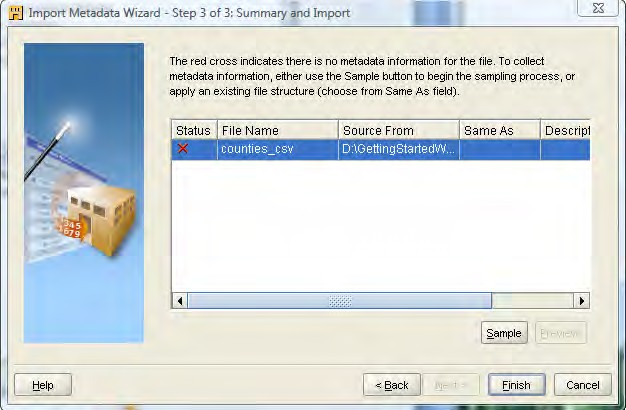 Import Metadata Wizard - Step 3 of 3: Summary and Import
The red cross indicates there is no metadata information for the file. To collect
metadata information, either use the Sample button to begin the sampling process, or
apply an existing file structure (choose from Same As field).
Status File Name Source From Same As Descript
counties_csv D:\GettingStartedW...
345
679
Sample Preview
Help < Back Next > Finish Cancel